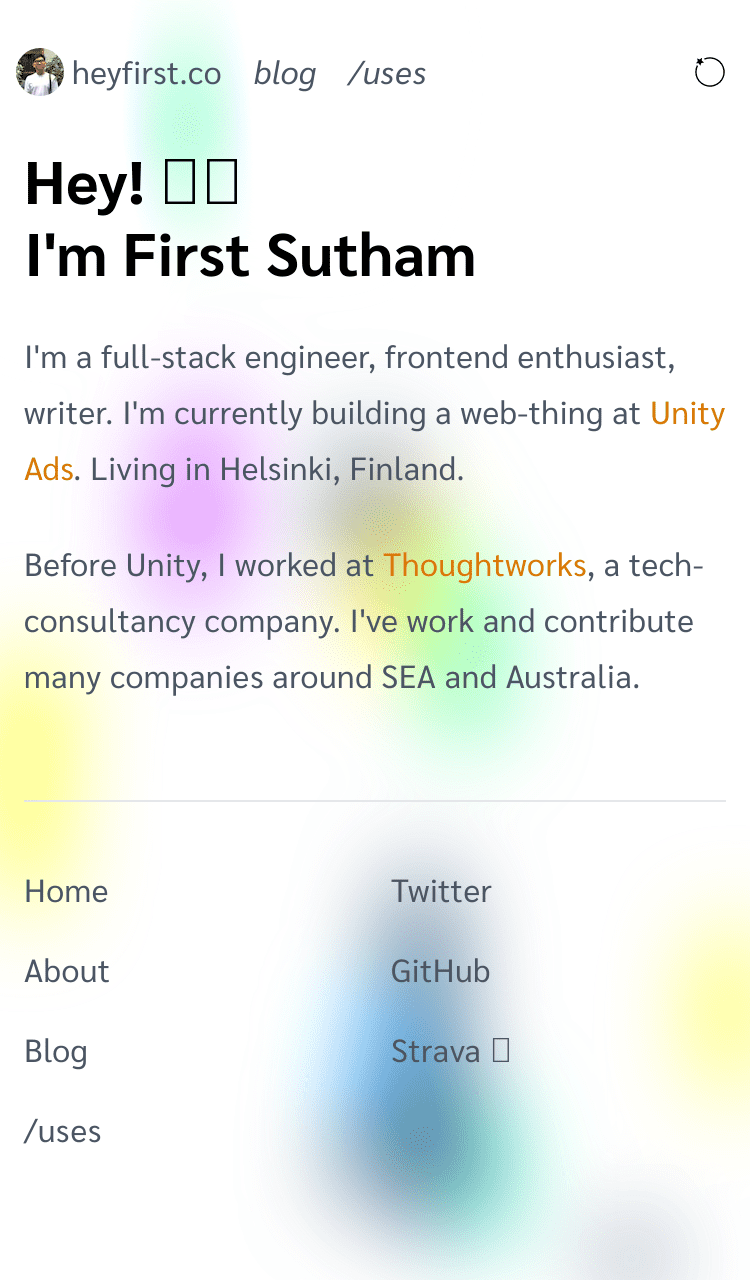 heyfirst.co blog /uses
Hey! 
I'm First Sutham
I'm a full-stack engineer, frontend enthusiast,
writer. I'm currently building a web-thing at Unity
Ads. Living in Helsinki, Finland.
Before Unity, I worked at Thoughtworks, a tech-
consultancy company. I've work and contribute
many companies around SEA and Australia.
Home
Twitter
About
GitHub
Blog
Strava
/uses